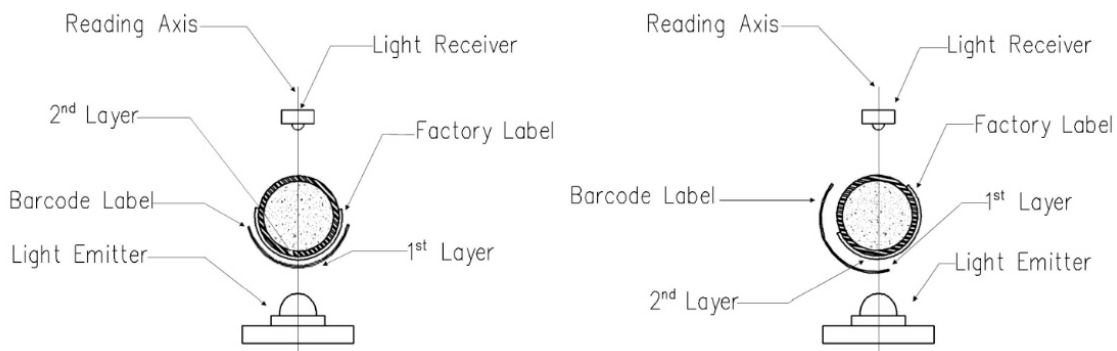 Reading Axis
Light Receiver
2nd Layer
Factory Label
Barcode Label
Light Emitter
1st Layer
Reading Axis
Light Receiver
Factory Label
Barcode Label
1st Layer
Light Emitter
2nd Layer